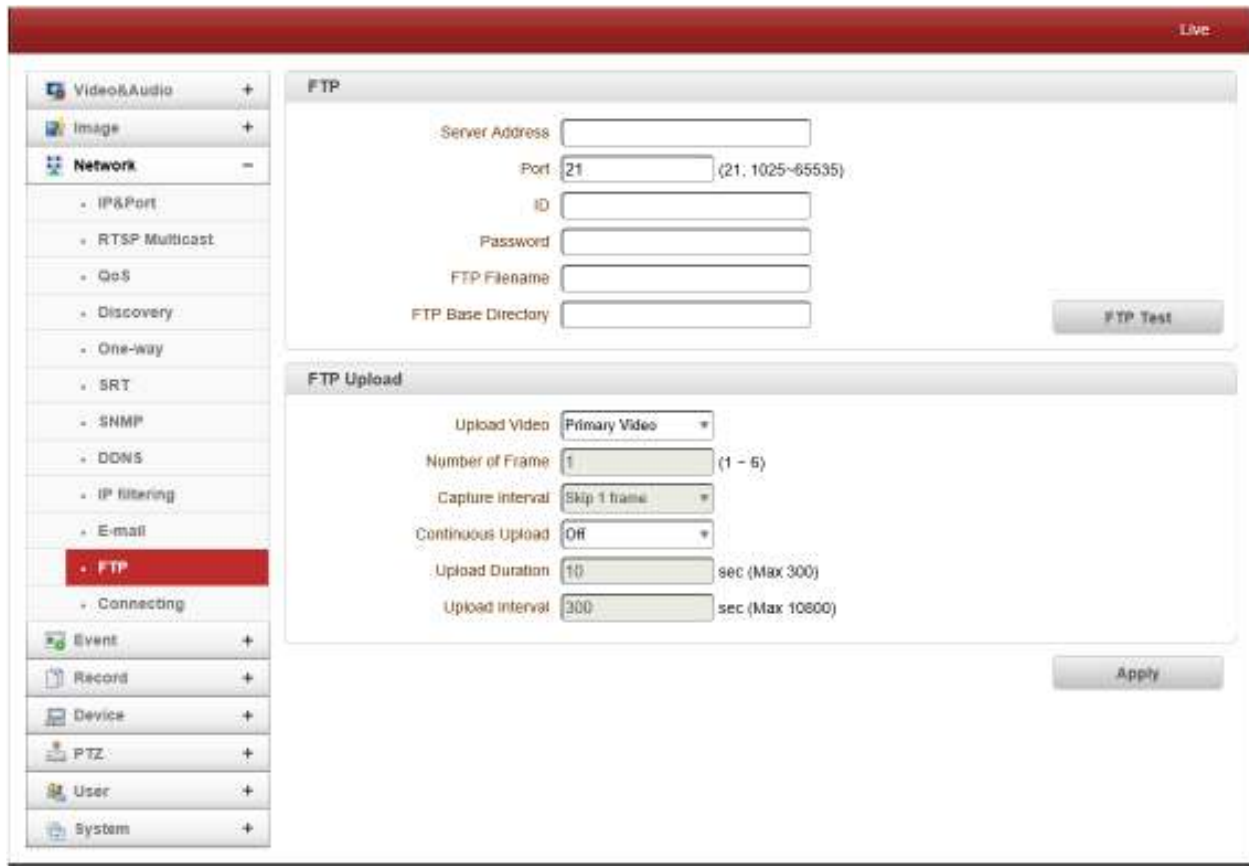 Live
Video&Audio +
Image +
Network −
IP&Port
RTSP Multicast
QoS
Discovery
One-way
SRT
SNMP
DDNS
IP filtering
E-mail
FTP
Connecting
Event +
Record +
Device +
PTZ +
User +
System +
FTP
Server Address
Port 21 (21, 1025~65535)
ID
Password
FTP Filename
FTP Base Directory
FTP Test
FTP Upload
Upload Video Primary Video
Number of Frame 1 (1 ~ 6)
Capture Interval Skip 1 frame
Continuous Upload Off
Upload Duration 10 sec (Max 300)
Upload Interval 300 sec (Max 10800)
Apply